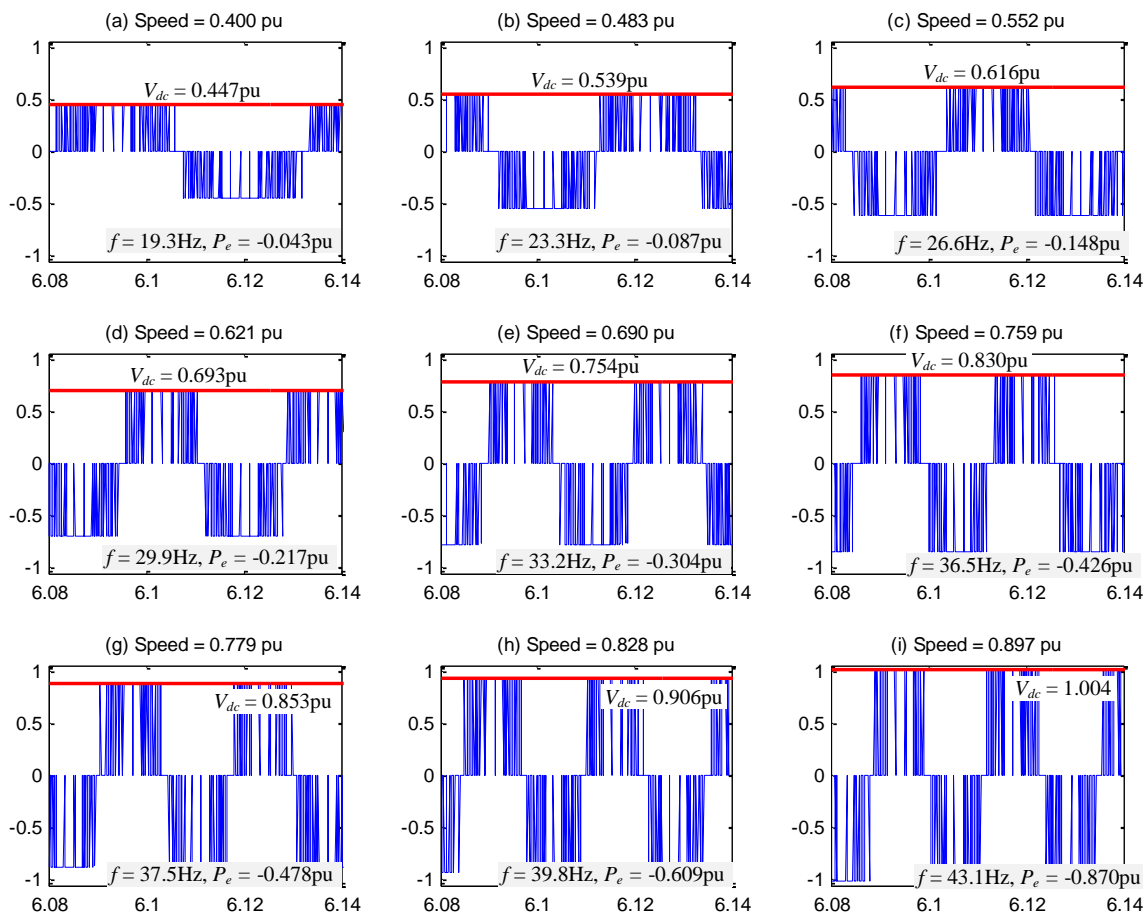 (a) Speed = 0.400 pu
1
V_dc = 0.447pu
0.5
0
-0.5
f = 19.3Hz, P_e = -0.043pu
-1
6.08 6.1 6.12 6.14
(b) Speed = 0.483 pu
1
V_dc = 0.539pu
0.5
0
-0.5
f = 23.3Hz, P_e = -0.087pu
-1
6.08 6.1 6.12 6.14
(c) Speed = 0.552 pu
1
V_dc = 0.616pu
0.5
0
-0.5
f = 26.6Hz, P_e = -0.148pu
-1
6.08 6.1 6.12 6.14
(d) Speed = 0.621 pu
1
V_dc = 0.693pu
0.5
0
-0.5
f = 29.9Hz, P_e = -0.217pu
-1
6.08 6.1 6.12 6.14
(e) Speed = 0.690 pu
1
V_dc = 0.754pu
0.5
0
-0.5
f = 33.2Hz, P_e = -0.304pu
-1
6.08 6.1 6.12 6.14
(f) Speed = 0.759 pu
1
V_dc = 0.830pu
0.5
0
-0.5
f = 36.5Hz, P_e = -0.426pu
-1
6.08 6.1 6.12 6.14
(g) Speed = 0.779 pu
1
V_dc = 0.853pu
0.5
0
-0.5
f = 37.5Hz, P_e = -0.478pu
-1
6.08 6.1 6.12 6.14
(h) Speed = 0.828 pu
1
V_dc = 0.906pu
0.5
0
-0.5
f = 39.8Hz, P_e = -0.609pu
-1
6.08 6.1 6.12 6.14
(i) Speed = 0.897 pu
1
V_dc = 1.004
0.5
0
-0.5
f = 43.1Hz, P_e = -0.870pu
-1
6.08 6.1 6.12 6.14